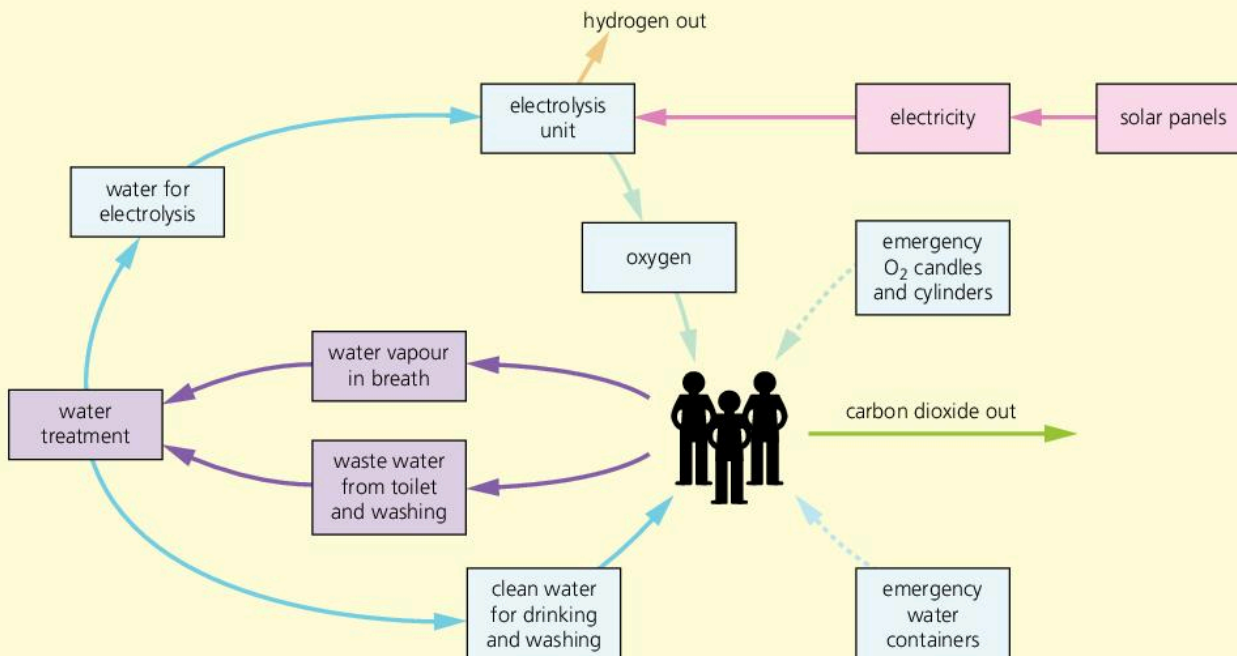 hydrogen out
electrolysis
unit
electricity
solar panels
water for
electrolysis
oxygen
emergency
O₂ candles
and cylinders
water vapour
in breath
water
treatment
carbon dioxide out
waste water
from toilet
and washing
clean water
for drinking
and washing
emergency
water
containers